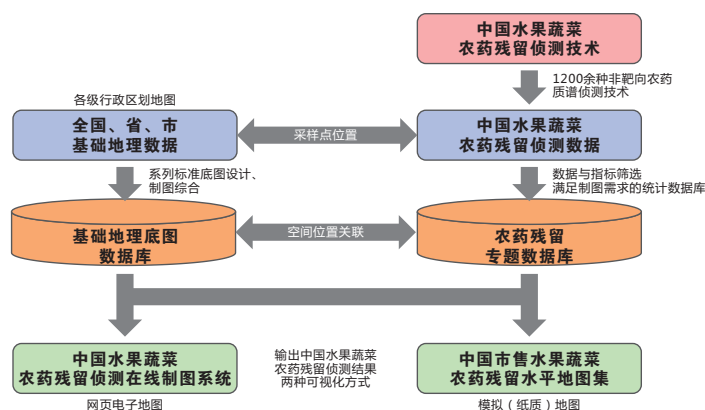 中国水果蔬菜
农药残留侦测技术
1200余种非靶向农药
质谱侦测技术
各级行政区划地图
全国、省、市
基础地理数据
采样点位置
中国水果蔬菜
农药残留侦测数据
系列标准底图设计、
制图综合
数据与指标筛选
满足制图需求的统计数据库
基础地理底图
数据库
空间位置关联
农药残留
专题数据库
中国水果蔬菜
农药残留侦测在线制图系统
输出中国水果蔬菜
农药残留侦测结果
两种可视化方式
中国市售水果蔬菜
农药残留水平地图集
网页电子地图
模拟（纸质）地图